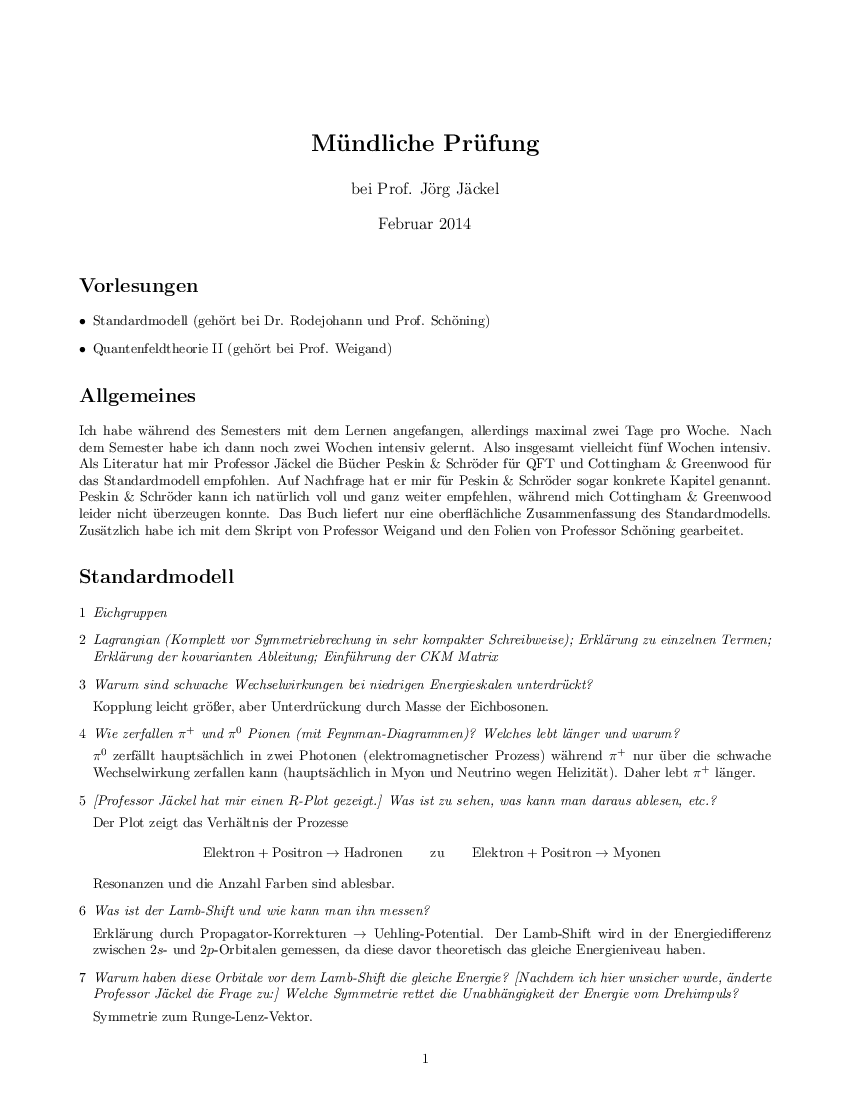 Mündliche Prüfung
bei Prof. Jörg Jäckel
Februar 2014
Vorlesungen
• Standardmodell (gehört bei Dr. Rodejohann und Prof. Schöning)
• Quantenfeldtheorie II (gehört bei Prof. Weigand)
Allgemeines
Ich habe während des Semesters mit dem Lernen angefangen, allerdings maximal zwei Tage pro Woche. Nach
dem Semester habe ich dann noch zwei Wochen intensiv gelernt. Also insgesamt vielleicht fünf Wochen intensiv.
Als Literatur hat mir Professor Jäckel die Bücher Peskin & Schröder für QFT und Cottingham & Greenwood für
das Standardmodell empfohlen. Auf Nachfrage hat er mir für Peskin & Schröder sogar konkrete Kapitel genannt.
Peskin & Schröder kann ich natürlich voll und ganz weiter empfehlen, während mich Cottingham & Greenwood
leider nicht überzeugen konnte. Das Buch liefert nur eine oberflächliche Zusammenfassung des Standardmodells.
Zusätzlich habe ich mit dem Skript von Professor Weigand und den Folien von Professor Schöning gearbeitet.
Standardmodell
1 Eichgruppen
2 Lagrangian (Komplett vor Symmetriebrechung in sehr kompakter Schreibweise); Erklärung zu einzelnen Termen;
Erklärung der kovarianten Ableitung; Einführung der CKM Matrix
3 Warum sind schwache Wechselwirkungen bei niedrigen Energieskalen unterdrückt?
Kopplung leicht größer, aber Unterdrückung durch Masse der Eichbosonen.
4 Wie zerfallen π⁺ und π⁰ Pionen (mit Feynman-Diagrammen)? Welches lebt länger und warum?
π⁰ zerfällt hauptsächlich in zwei Photonen (elektromagnetischer Prozess) während π⁺ nur über die schwache
Wechselwirkung zerfallen kann (hauptsächlich in Myon und Neutrino wegen Helizität). Daher lebt π⁺ länger.
5 [Professor Jäckel hat mir einen R-Plot gezeigt.] Was ist zu sehen, was kann man daraus ablesen, etc.?
Der Plot zeigt das Verhältnis der Prozesse
Elektron + Positron → Hadronen zu Elektron + Positron → Myonen
Resonanzen und die Anzahl Farben sind ablesbar.
6 Was ist der Lamb-Shift und wie kann man ihn messen?
Erklärung durch Propagator-Korrekturen → Uehling-Potential. Der Lamb-Shift wird in der Energiedifferenz
zwischen 2s- und 2p-Orbitalen gemessen, da diese davor theoretisch das gleiche Energieniveau haben.
7 Warum haben diese Orbitale vor dem Lamb-Shift die gleiche Energie? [Nachdem ich hier unsicher wurde, änderte
Professor Jäckel die Frage zu:] Welche Symmetrie rettet die Unabhängigkeit der Energie vom Drehimpuls?
Symmetrie zum Runge-Lenz-Vektor.
1